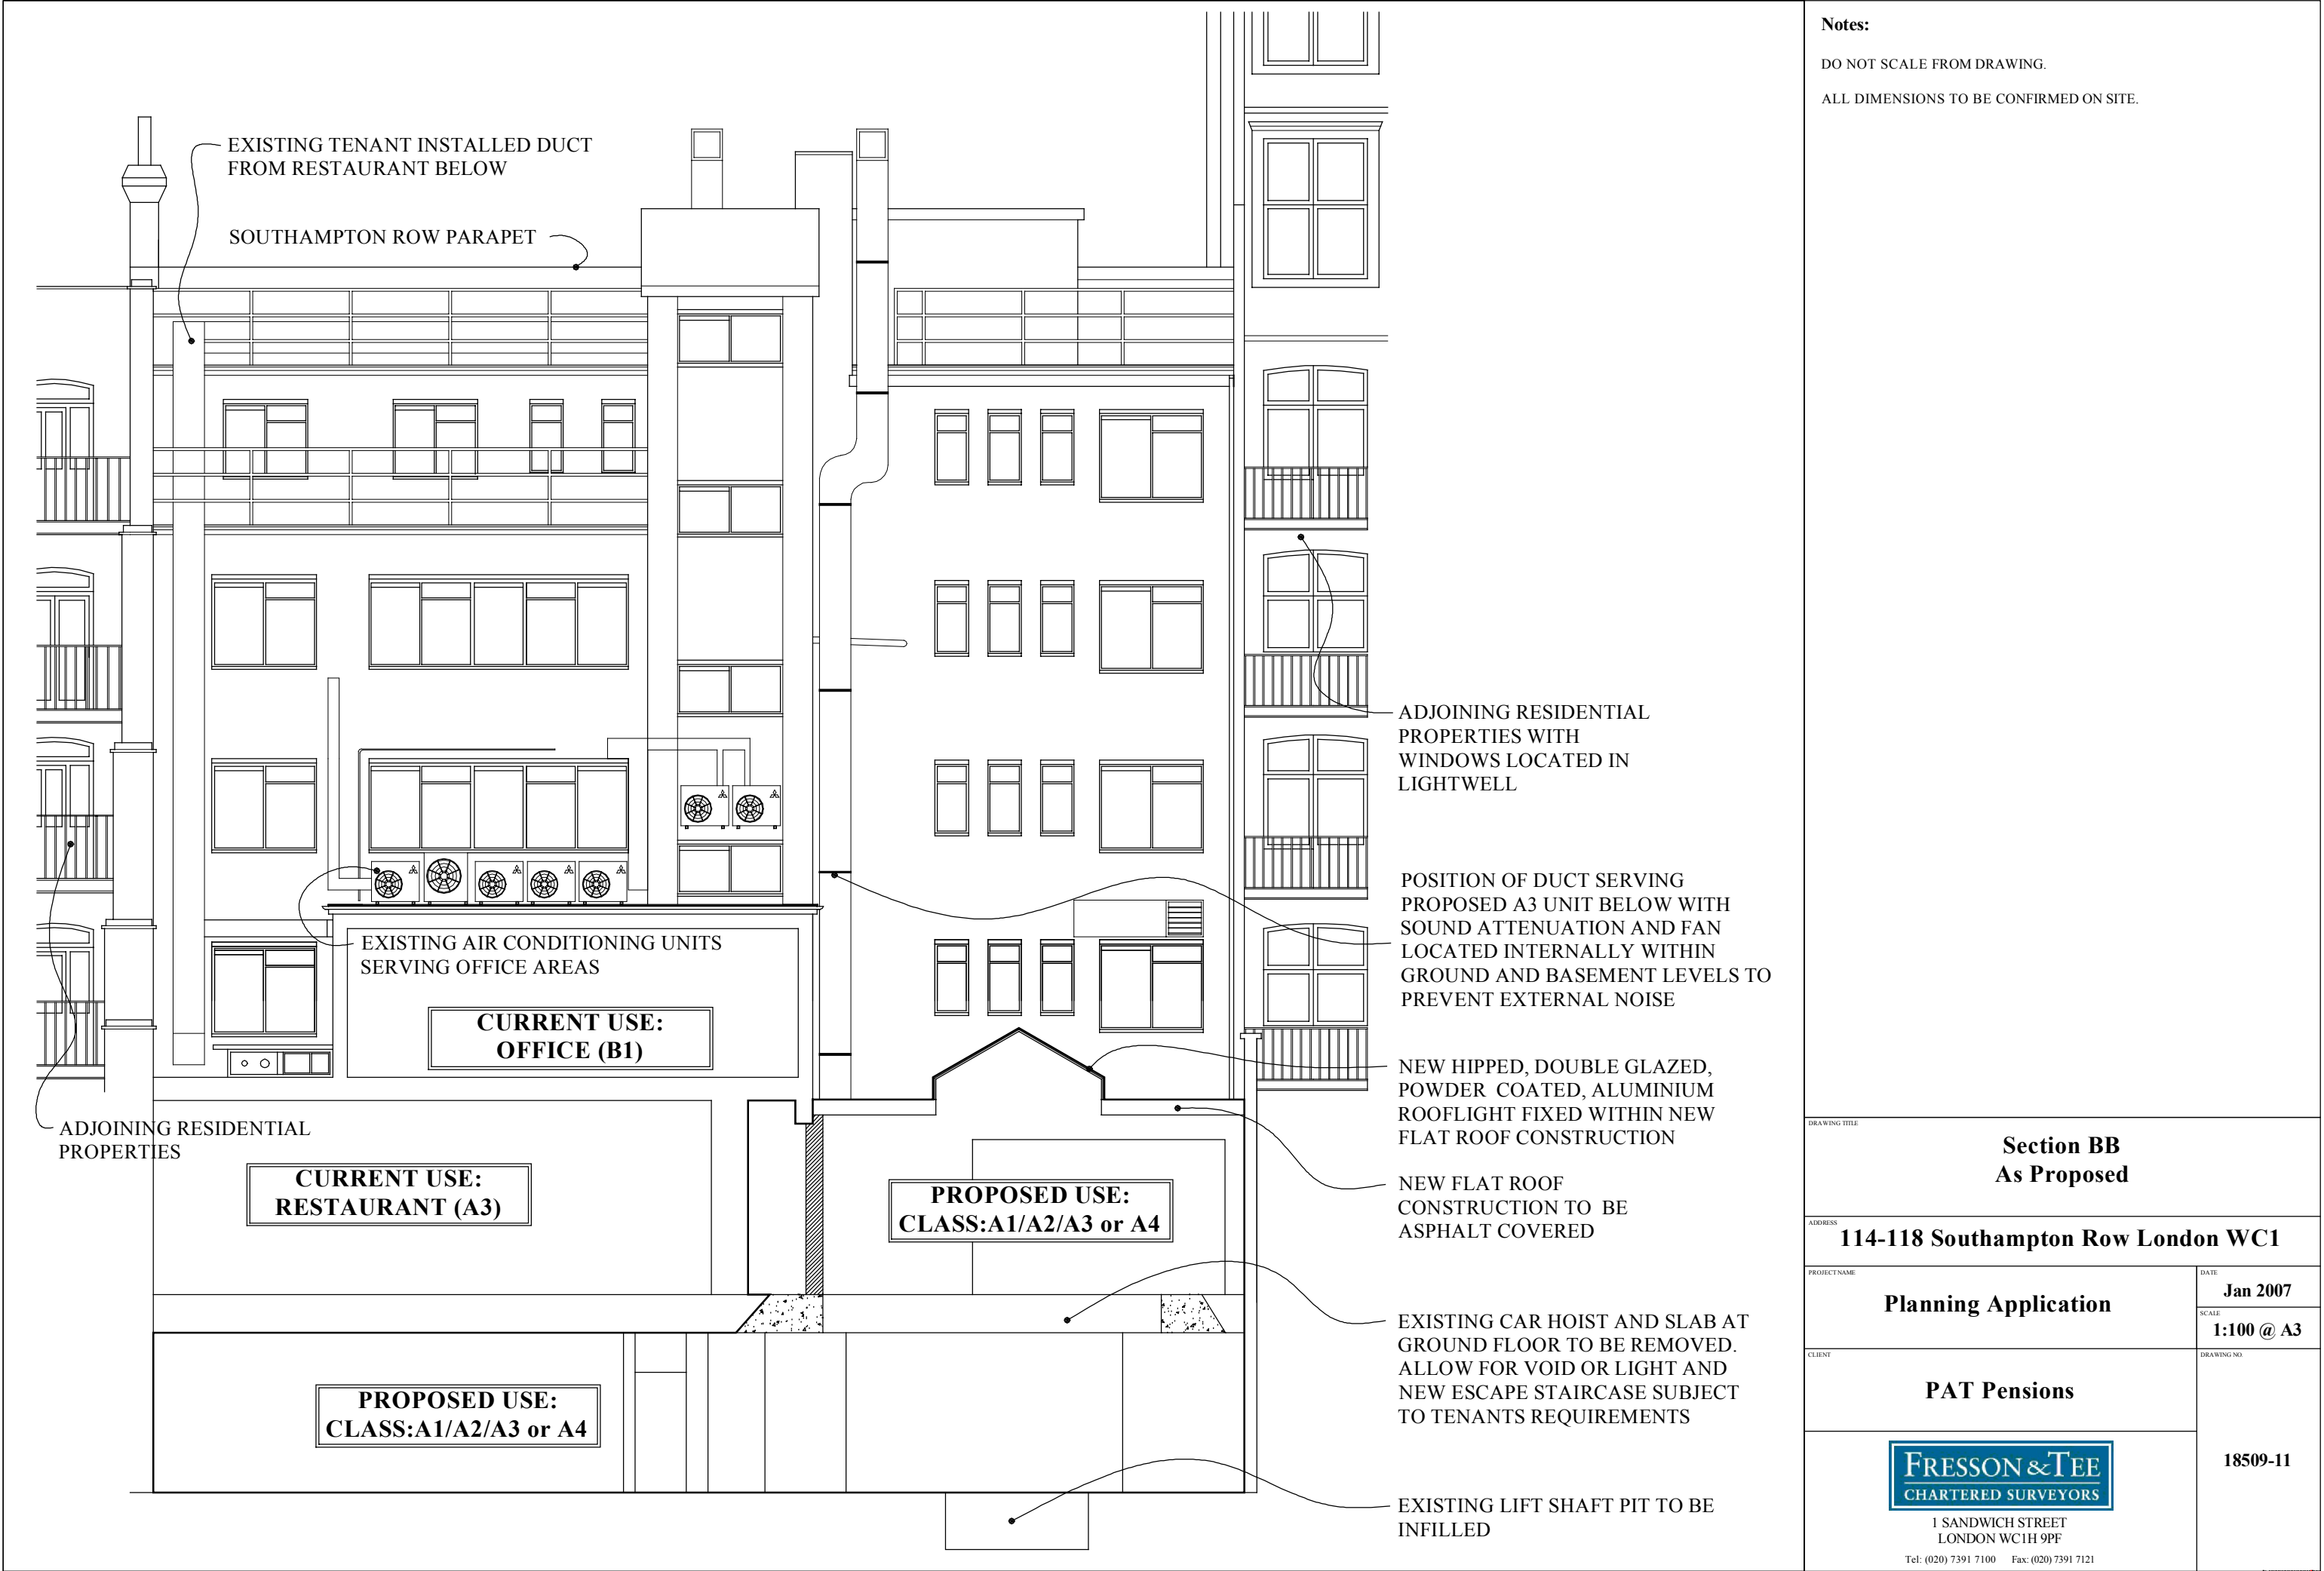 EXISTING TENANT INSTALLED DUCT
FROM RESTAURANT BELOW
SOUTHAMPTON ROW PARAPET
ADJOINING RESIDENTIAL
PROPERTIES WITH
WINDOWS LOCATED IN
LIGHTWELL
POSITION OF DUCT SERVING
PROPOSED A3 UNIT BELOW WITH
SOUND ATTENUATION AND FAN
LOCATED INTERNALLY WITHIN
GROUND AND BASEMENT LEVELS TO
PREVENT EXTERNAL NOISE
EXISTING AIR CONDITIONING UNITS
SERVING OFFICE AREAS
CURRENT USE:
OFFICE (B1)
NEW HIPPED, DOUBLE GLAZED,
POWDER COATED, ALUMINIUM
ROOFLIGHT FIXED WITHIN NEW
FLAT ROOF CONSTRUCTION
ADJOINING RESIDENTIAL
PROPERTIES
CURRENT USE:
RESTAURANT (A3)
PROPOSED USE:
CLASS:A1/A2/A3 or A4
NEW FLAT ROOF
CONSTRUCTION TO BE
ASPHALT COVERED
EXISTING CAR HOIST AND SLAB AT
GROUND FLOOR TO BE REMOVED.
ALLOW FOR VOID OR LIGHT AND
NEW ESCAPE STAIRCASE SUBJECT
TO TENANTS REQUIREMENTS
PROPOSED USE:
CLASS:A1/A2/A3 or A4
EXISTING LIFT SHAFT PIT TO BE
INFILLED
Notes:
DO NOT SCALE FROM DRAWING.
ALL DIMENSIONS TO BE CONFIRMED ON SITE.
DRAWING TITLE
Section BB
As Proposed
ADDRESS
114-118 Southampton Row London WC1
PROJECT NAME
Planning Application
DATE
Jan 2007
SCALE
1:100 @ A3
CLIENT
PAT Pensions
DRAWING NO.
18509-11
FRESSON & TEE
CHARTERED SURVEYORS
1 SANDWICH STREET
LONDON WC1H 9PF
Tel: (020) 7391 7100 Fax: (020) 7391 7121